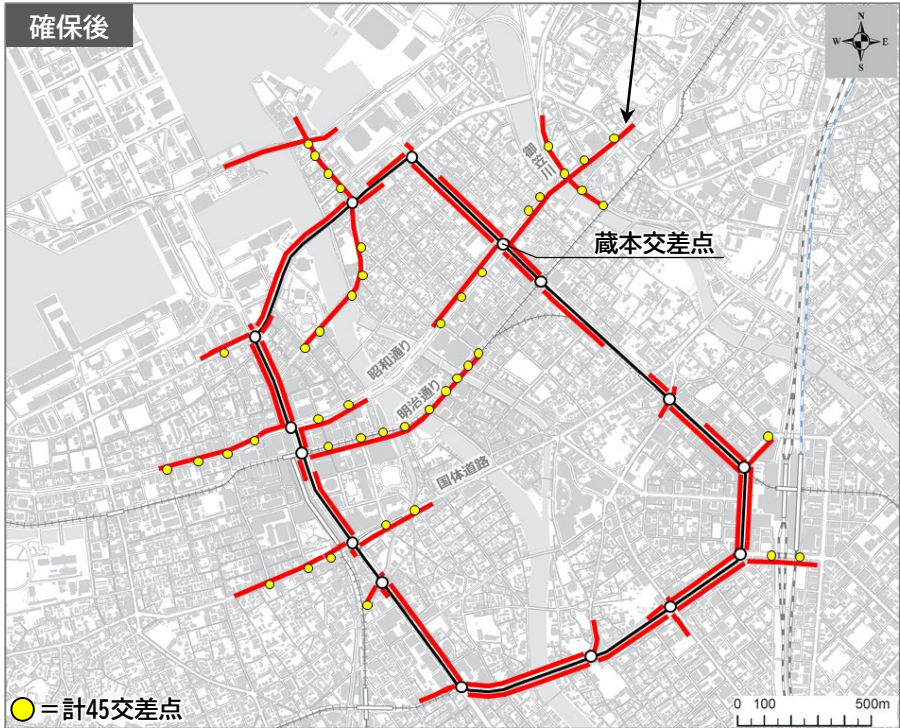 確保後
N
W E
S
御笠川
蔵本交差点
昭和通り
明治通り
国体道路
=計45交差点
0 100 500m